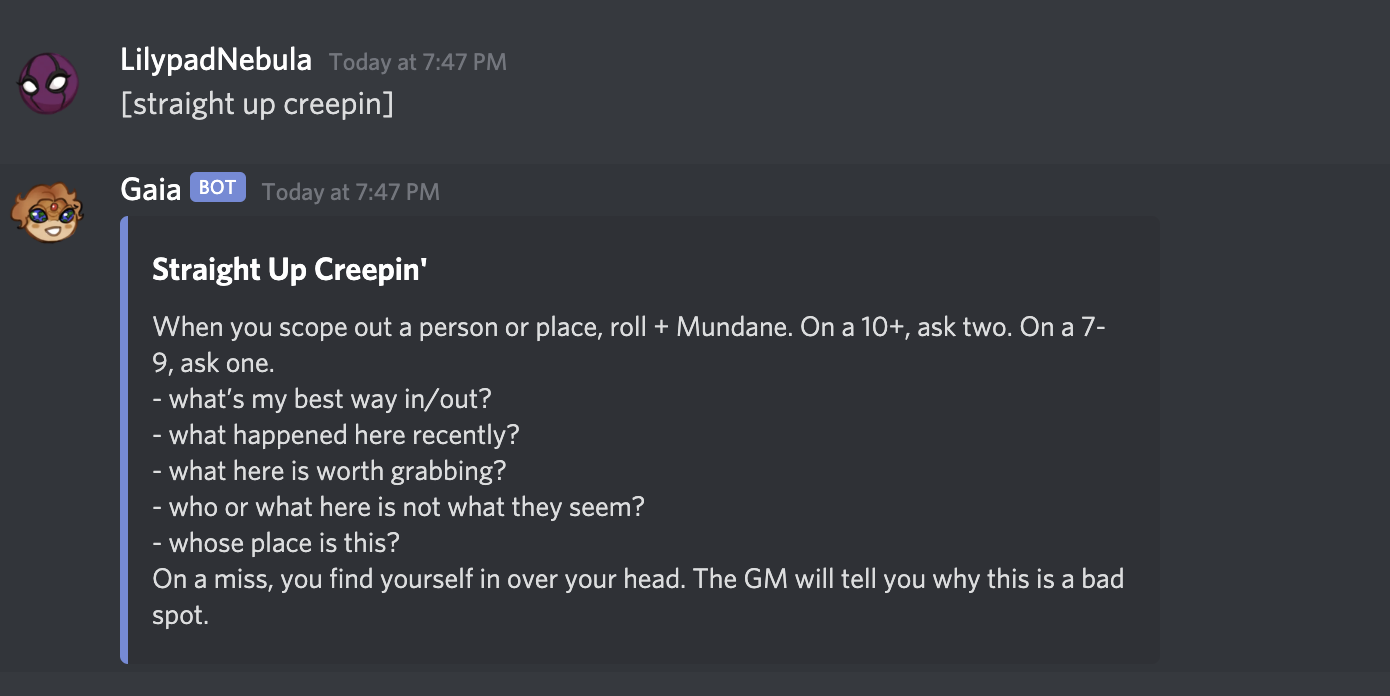 LilypadNebula Today at 7:47 PM
[straight up creepin]
Gaia BOT Today at 7:47 PM
Straight Up Creepin'
When you scope out a person or place, roll + Mundane. On a 10+, ask two. On a 7-
9, ask one.
- what’s my best way in/out?
- what happened here recently?
- what here is worth grabbing?
- who or what here is not what they seem?
- whose place is this?
On a miss, you find yourself in over your head. The GM will tell you why this is a bad
spot.